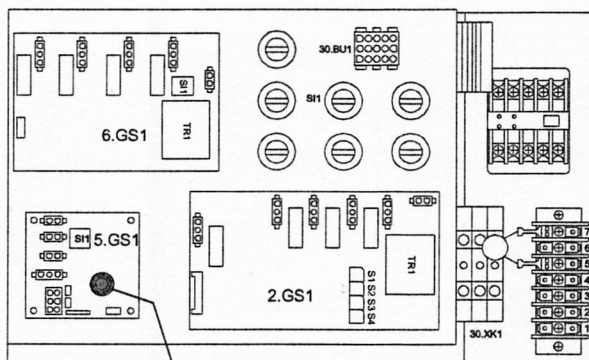 30.BU1
SI1
TR1
6.GS1
SI1
SI1
5.GS1
TR1
2.GS1
S1
S2
S3
S4
30.XK1
7
6
5
4
3
2
1